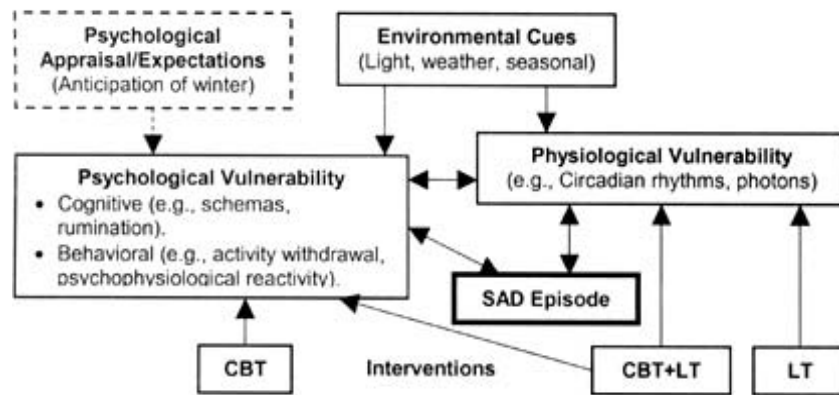 Psychological
Appraisal/Expectations
(Anticipation of winter)
Environmental Cues
(Light, weather, seasonal)
Psychological Vulnerability
• Cognitive (e.g., schemas,
rumination).
• Behavioral (e.g., activity withdrawal,
psychophysiological reactivity).
Physiological Vulnerability
(e.g., Circadian rhythms, photons)
SAD Episode
CBT
Interventions
CBT+LT
LT